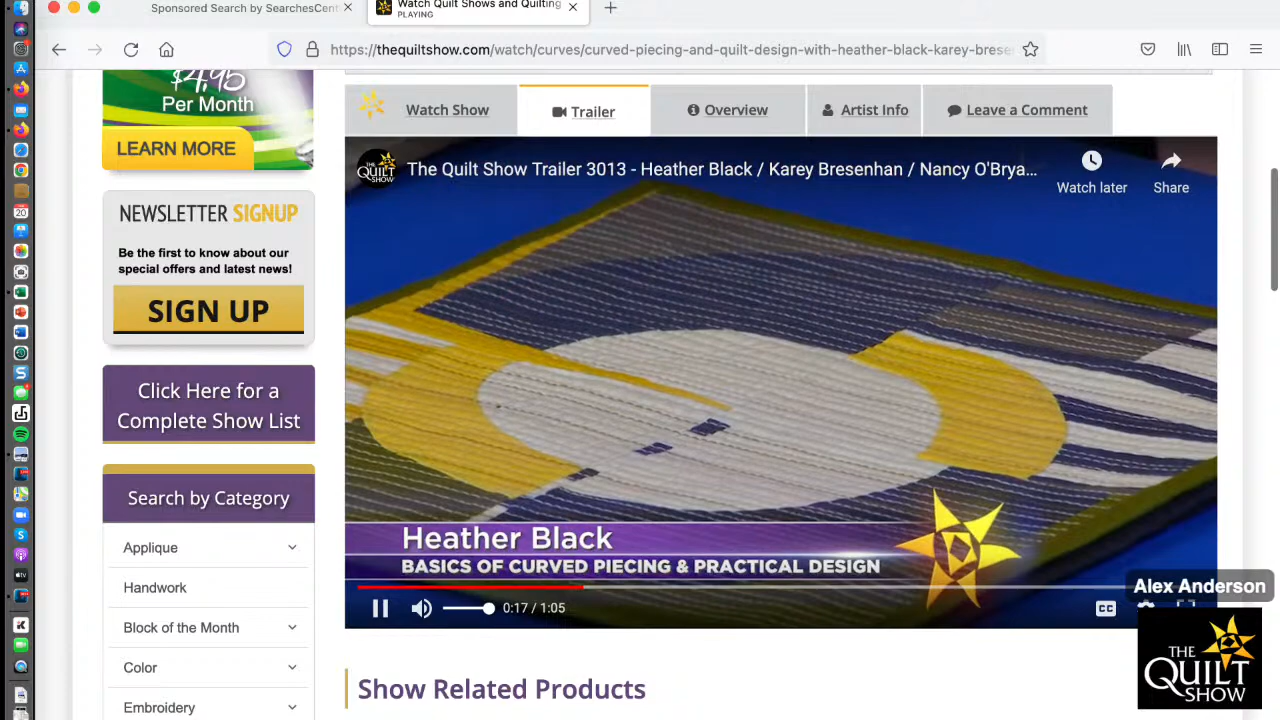 Sponsored Search by SearchesCent
Watch Quilt Shows and Quilting
PLAYING
https://thequiltshow.com/watch/curves/curved-piecing-and-quilt-design-with-heather-black-karey-brese
$4.95
Per Month
LEARN MORE
NEWSLETTER SIGNUP
Be the first to know about our
special offers and latest news!
SIGN UP
Click Here for a
Complete Show List
Search by Category
Applique
Handwork
Block of the Month
Color
Embroidery
Watch Show
Trailer
Overview
Artist Info
Leave a Comment
THE
QUILT
SHOW
The Quilt Show Trailer 3013 - Heather Black / Karey Bresenhan / Nancy O'Brya...
Watch later
Share
Heather Black
BASICS OF CURVED PIECING & PRACTICAL DESIGN
0:17 / 1:05
CC
Alex Anderson
THE
QUILT
SHOW
Show Related Products
20